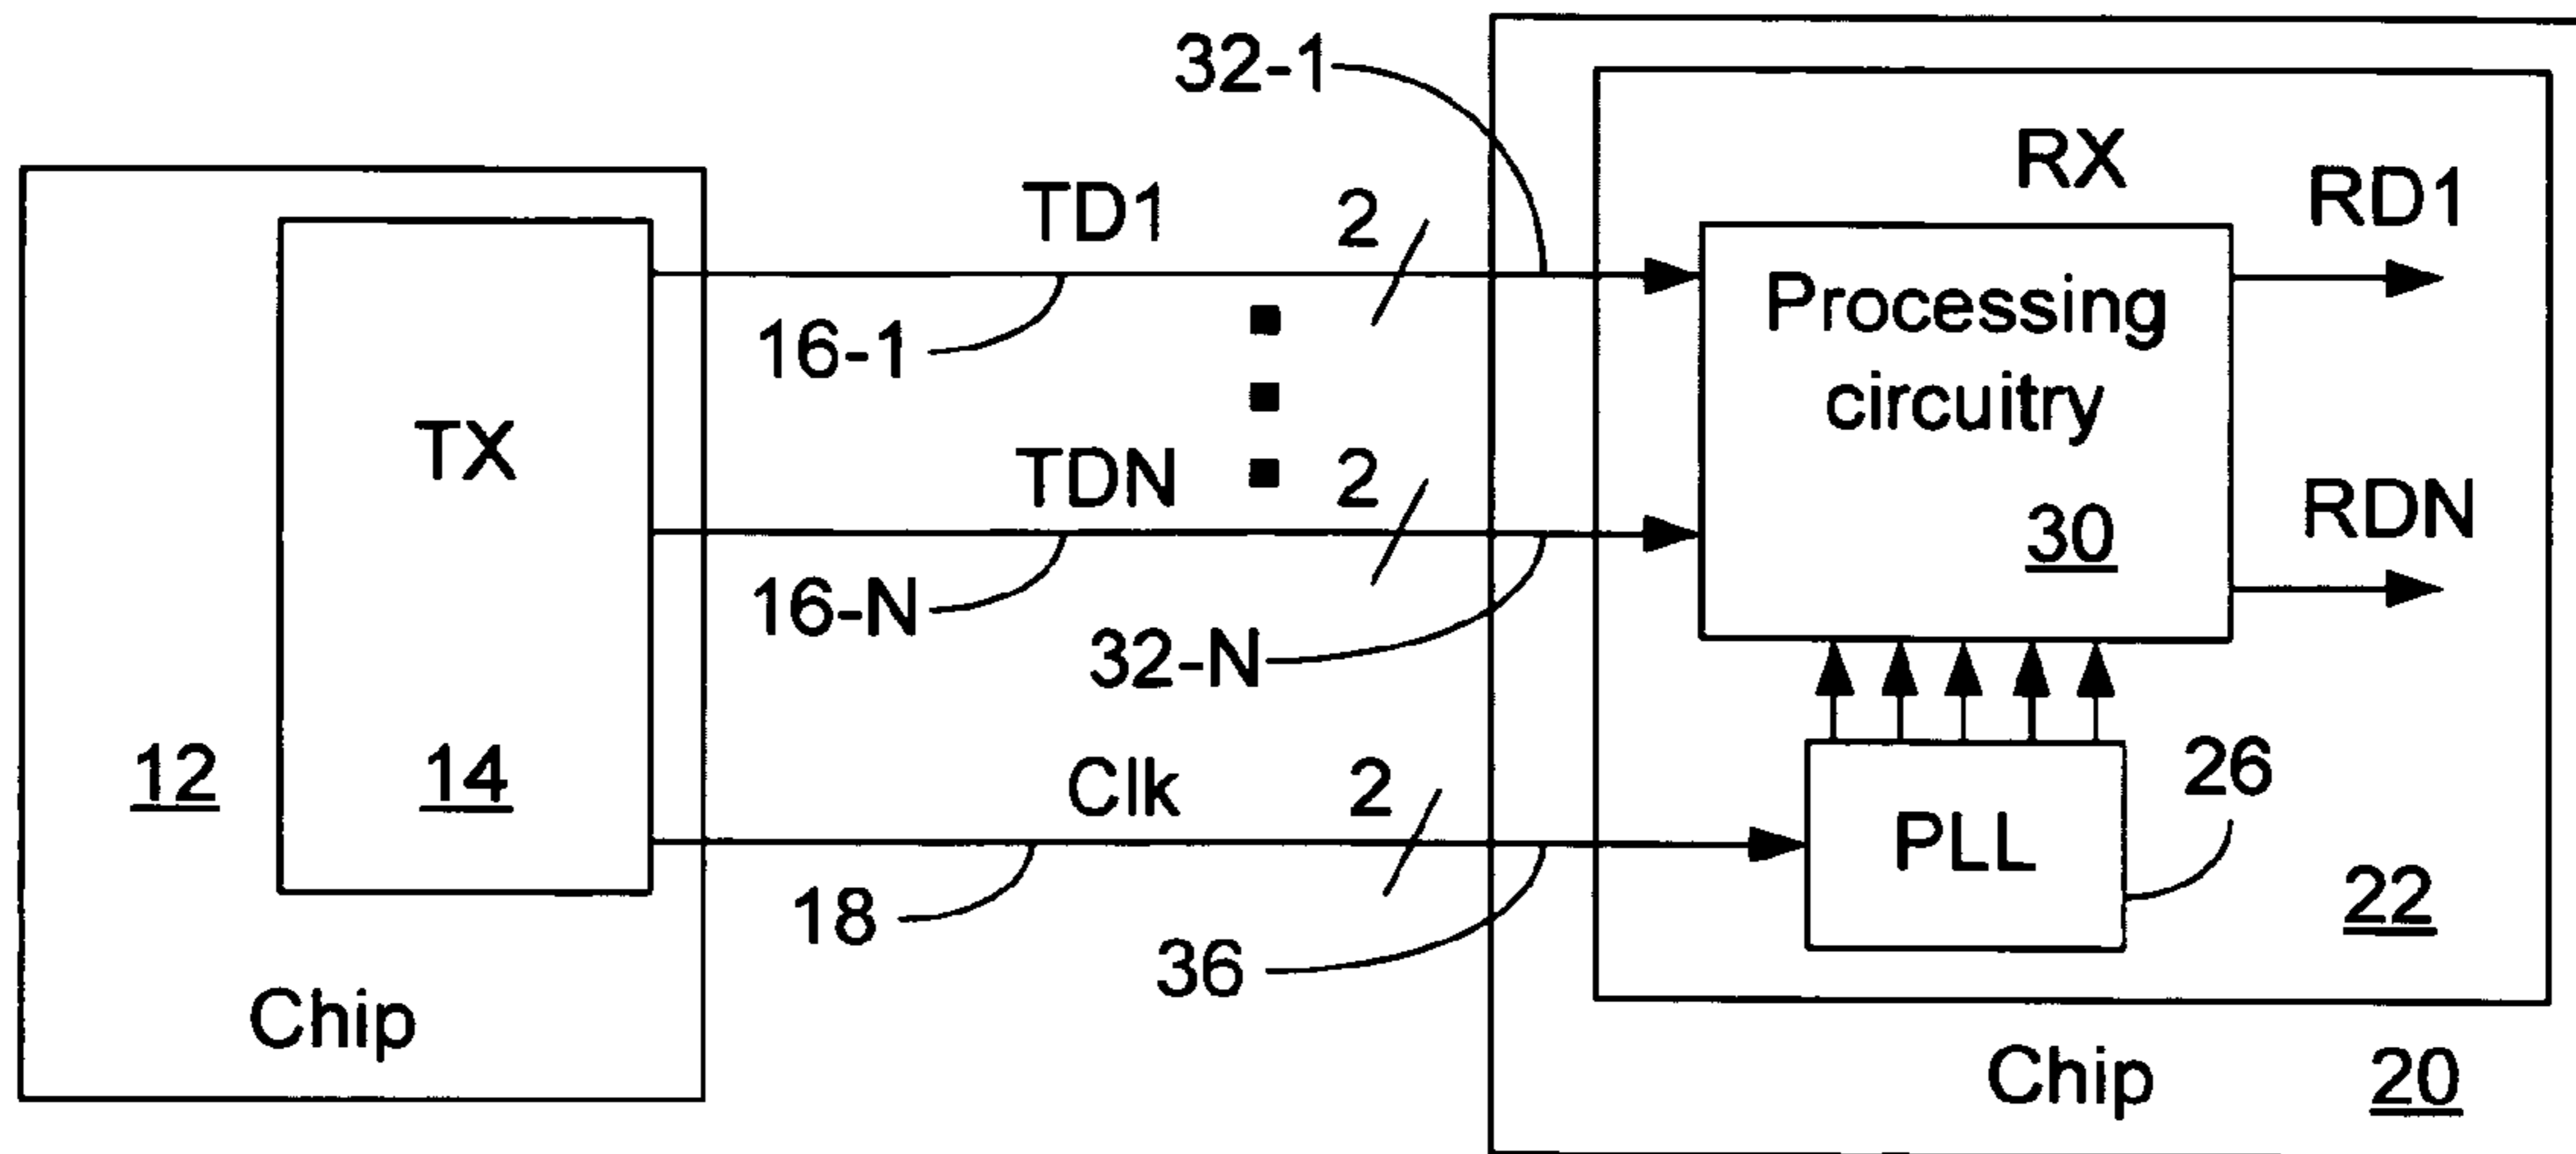 32-1
RX
TD1
2
RD1
16-1
Processing
circuitry
TX
TDN
2
RDN
30
16-N
32-N
12
14
Clk
2
26
PLL
18
22
36
Chip
Chip
20